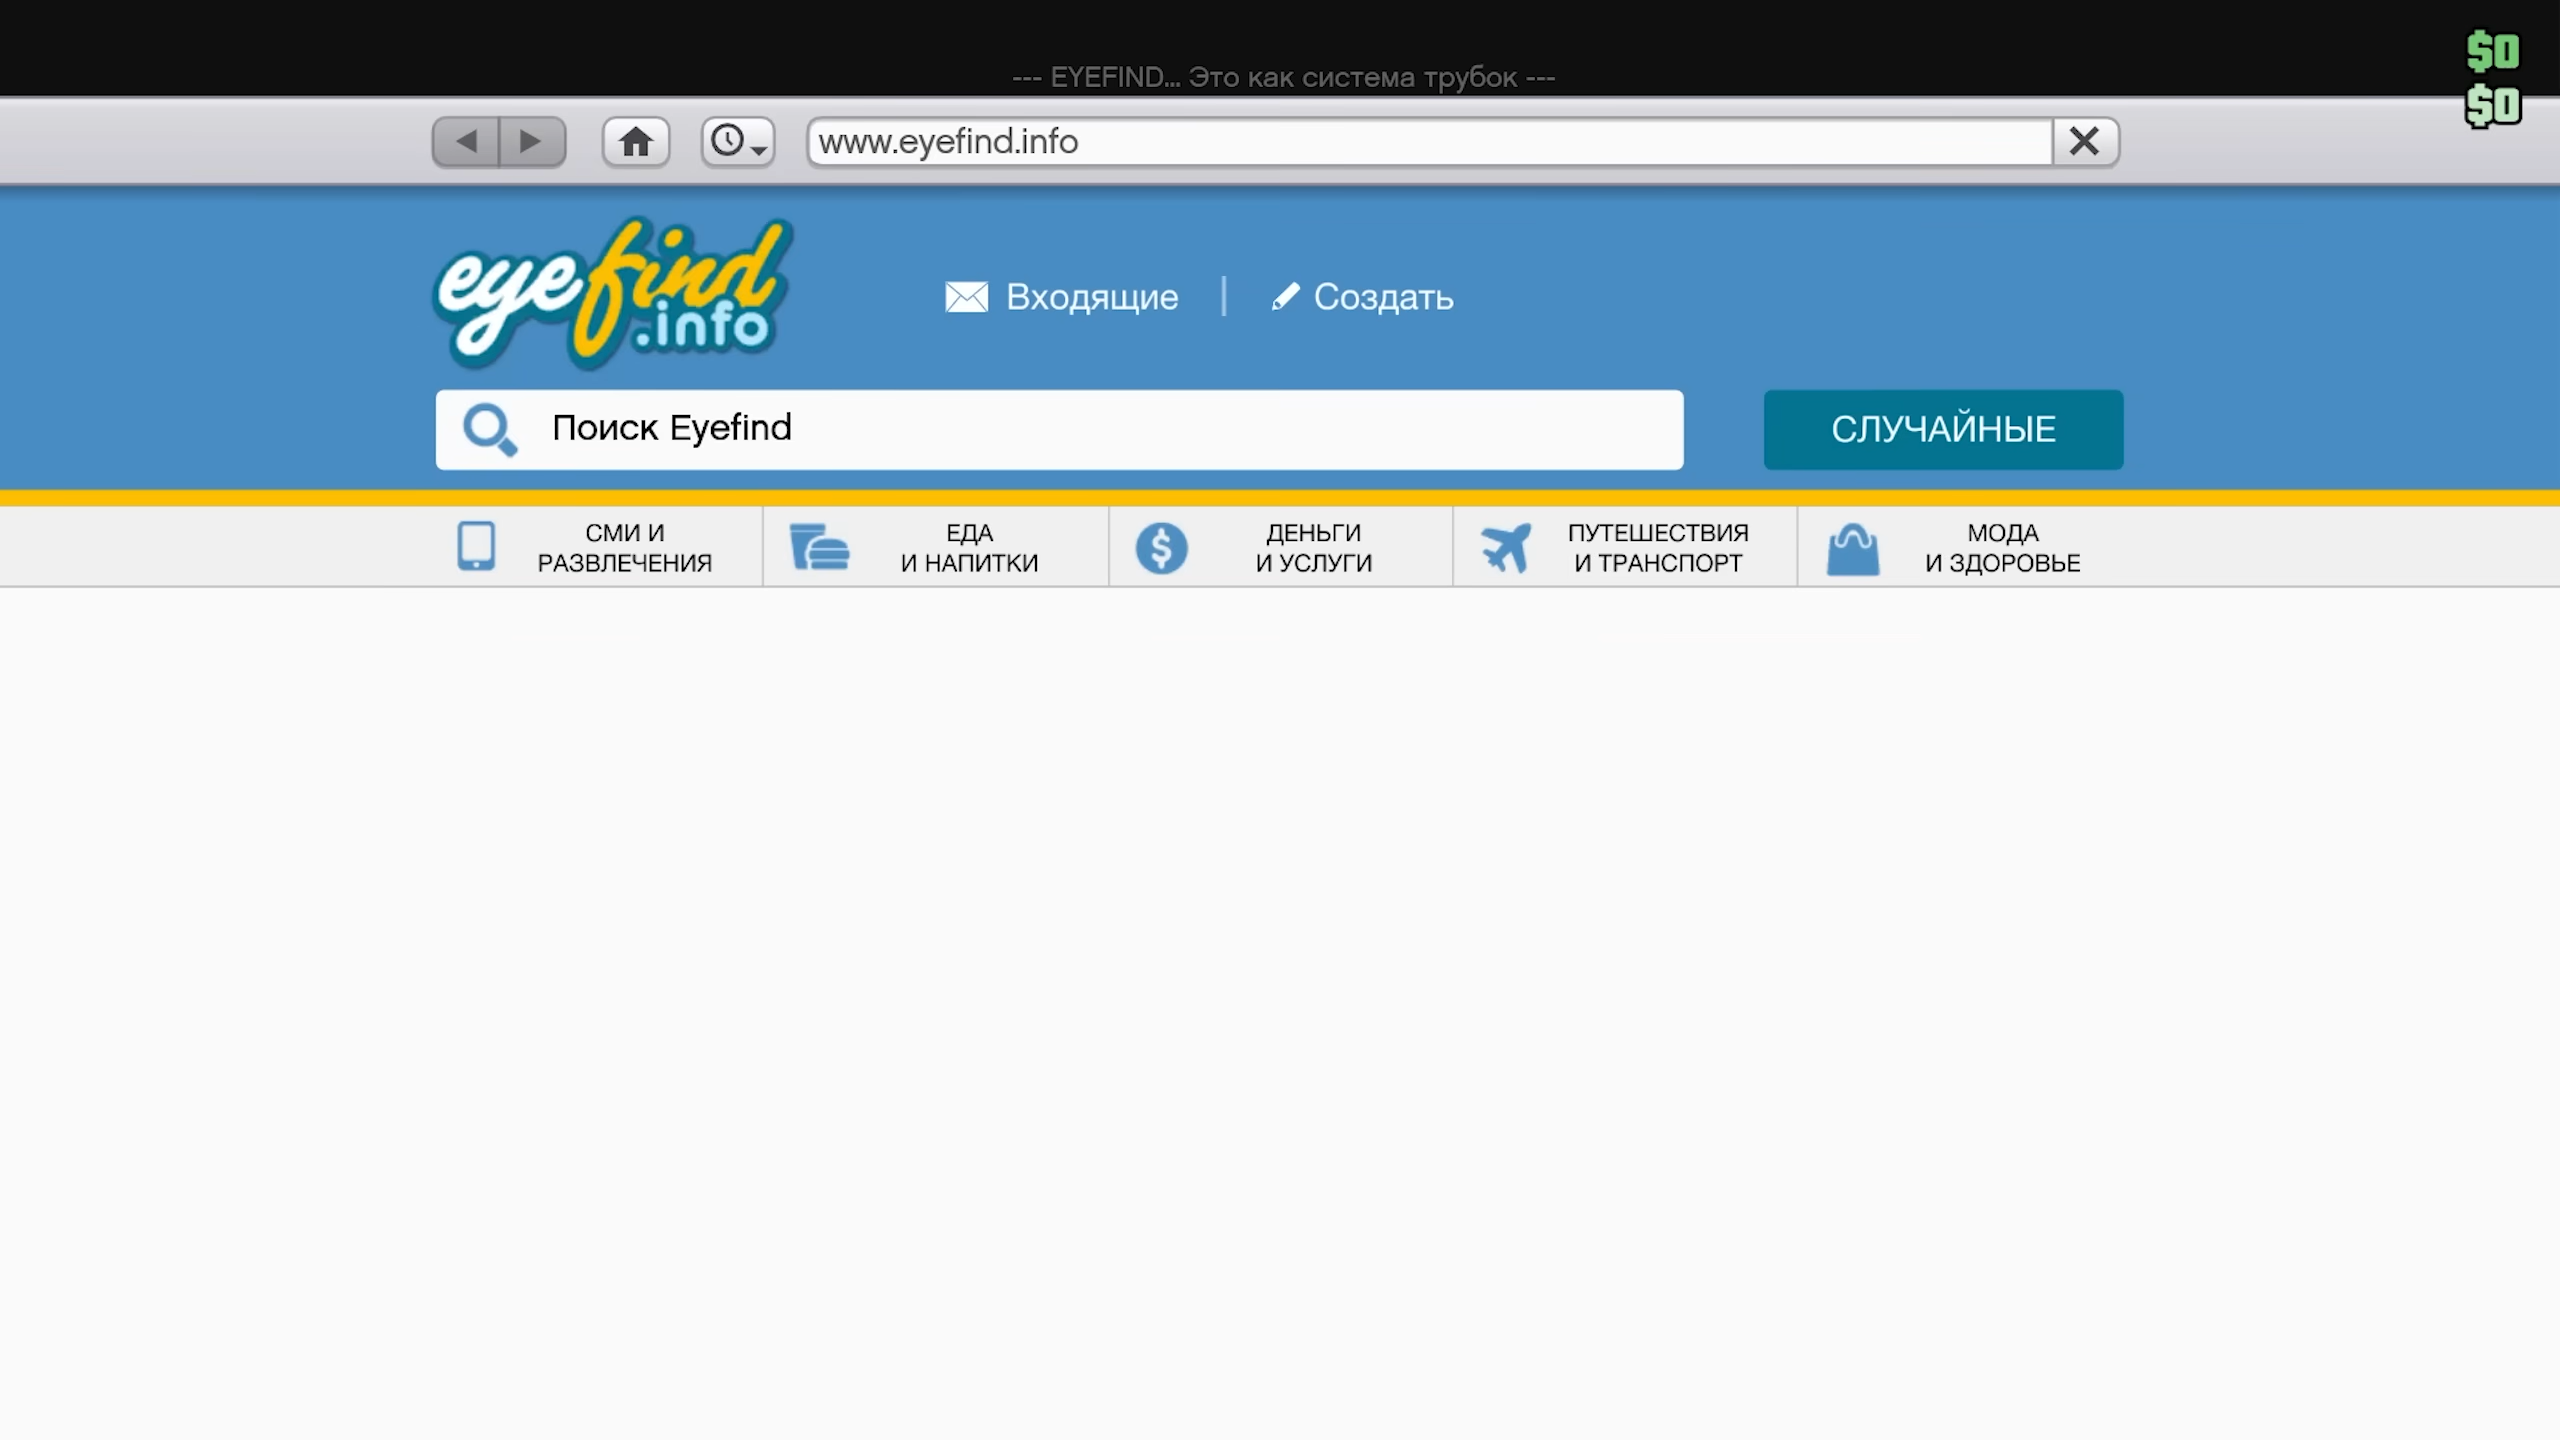 $0
--- EYEFIND... Это как система трубок ---
$0
www.eyefind.info
eyefind
.info
Входящие | Создать
Поиск Eyefind
СЛУЧАЙНЫЕ
СМИ И
РАЗВЛЕЧЕНИЯ
ЕДА
И НАПИТКИ
ДЕНЬГИ
И УСЛУГИ
ПУТЕШЕСТВИЯ
И ТРАНСПОРТ
МОДА
И ЗДОРОВЬЕ